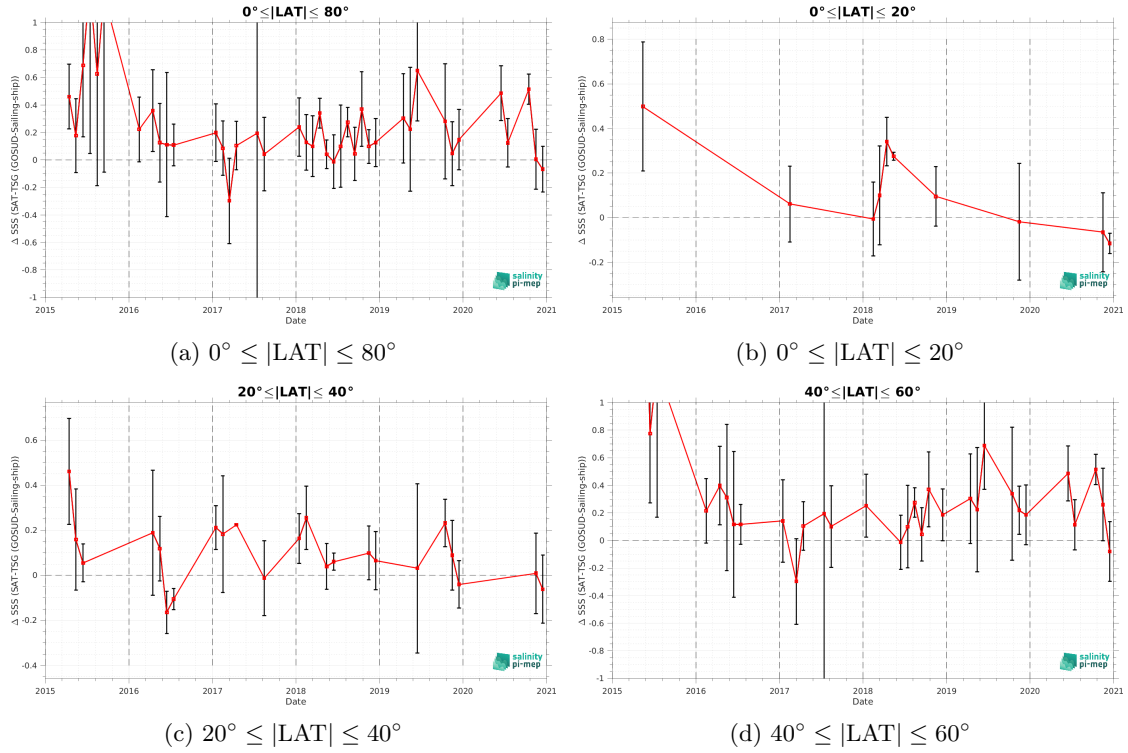 0°≤|LAT|≤ 80°
Δ SSS (SAT-TSG (GOSUD-Sailing-ship))
1
0.8
0.6
0.4
0.2
0
-0.2
-0.4
-0.6
-0.8
-1
2015 2016 2017 2018 2019 2020 2021
Date
salinity
pi-mep
(a) 0° ≤ |LAT| ≤ 80°
0°≤|LAT|≤ 20°
Δ SSS (SAT-TSG (GOSUD-Sailing-ship))
0.8
0.6
0.4
0.2
0
-0.2
2015 2016 2017 2018 2019 2020 2021
Date
salinity
pi-mep
(b) 0° ≤ |LAT| ≤ 20°
20°≤|LAT|≤ 40°
Δ SSS (SAT-TSG (GOSUD-Sailing-ship))
0.6
0.4
0.2
0
-0.2
-0.4
2015 2016 2017 2018 2019 2020 2021
Date
salinity
pi-mep
(c) 20° ≤ |LAT| ≤ 40°
40°≤|LAT|≤ 60°
Δ SSS (SAT-TSG (GOSUD-Sailing-ship))
1
0.8
0.6
0.4
0.2
0
-0.2
-0.4
-0.6
-0.8
-1
2015 2016 2017 2018 2019 2020 2021
Date
salinity
pi-mep
(d) 40° ≤ |LAT| ≤ 60°